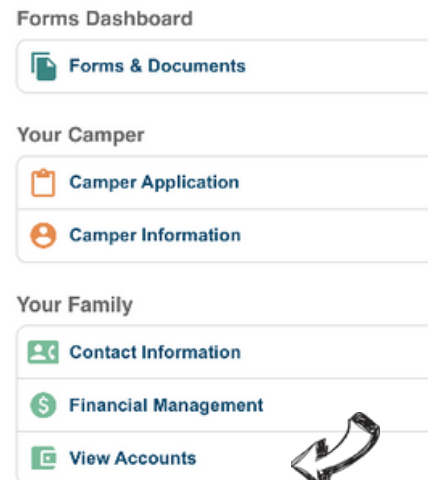 Forms Dashboard
Forms & Documents
Your Camper
Camper Application
Camper Information
Your Family
Contact Information
Financial Management
View Accounts